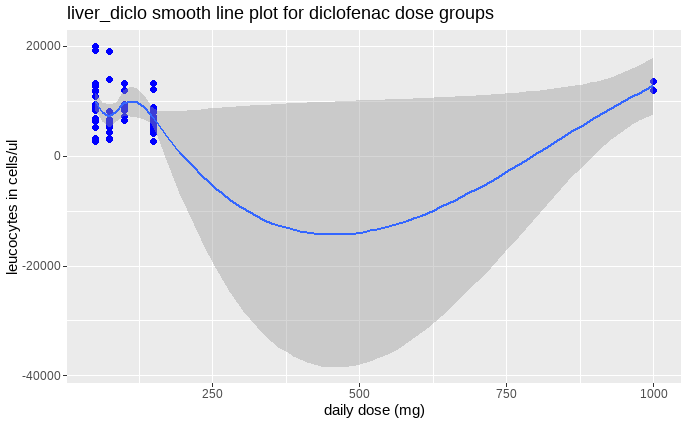 liver_diclo smooth line plot for diclofenac dose groups
leucocytes in cells/ul
20000
0
-20000
-40000
250
500
750
1000
daily dose (mg)